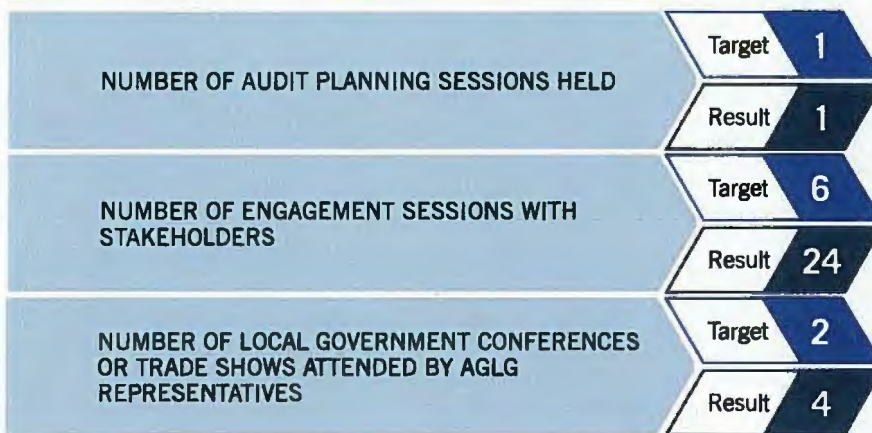 NUMBER OF AUDIT PLANNING SESSIONS HELD
Target 1
Result 1
NUMBER OF ENGAGEMENT SESSIONS WITH
STAKEHOLDERS
Target 6
Result 24
NUMBER OF LOCAL GOVERNMENT CONFERENCES
OR TRADE SHOWS ATTENDED BY AGLG
REPRESENTATIVES
Target 2
Result 4